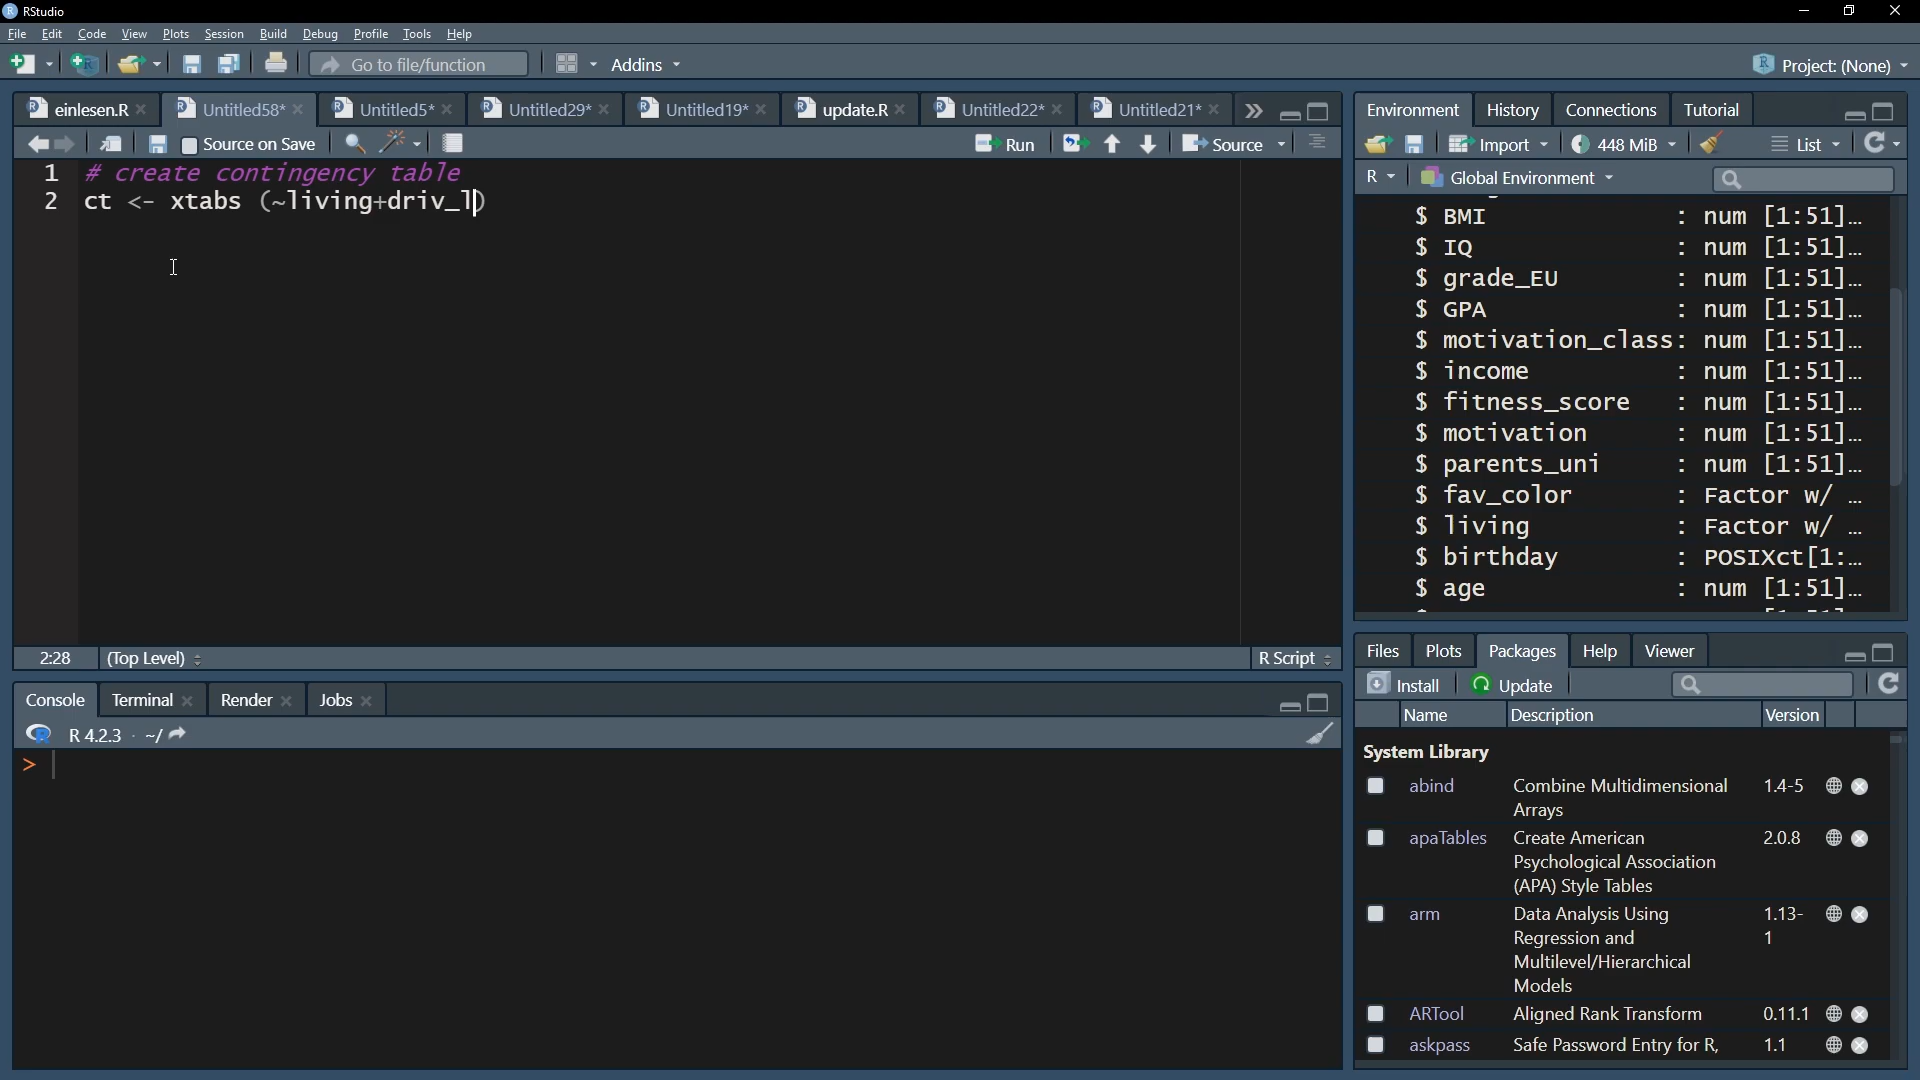 RStudio
File Edit Code View Plots Session Build Debug Profile Tools Help
Go to file/function Addins Project: (None)
einlesen.R Untitled58* Untitled5* Untitled29* Untitled19* update.R Untitled22* Untitled21*
Source on Save Run Source
1 # create contingency table
2 ct <- xtabs (~living+driv_l)
2:28 (Top Level) R Script
Console Terminal Render Jobs
R 4.2.3 · ~/
>
Environment History Connections Tutorial
Import 448 MiB List
R Global Environment
$ BMI : num [1:51]…
$ IQ : num [1:51]…
$ grade_EU : num [1:51]…
$ GPA : num [1:51]…
$ motivation_class: num [1:51]…
$ income : num [1:51]…
$ fitness_score : num [1:51]…
$ motivation : num [1:51]…
$ parents_uni : num [1:51]…
$ fav_color : Factor w/ …
$ living : Factor w/ …
$ birthday : POSIXct[1:…
$ age : num [1:51]…
Files Plots Packages Help Viewer
Install Update
Name Description Version
System Library
abind Combine Multidimensional 1.4-5
Arrays
apaTables Create American 2.0.8
Psychological Association
(APA) Style Tables
arm Data Analysis Using 1.13-
Regression and 1
Multilevel/Hierarchical
Models
ARTool Aligned Rank Transform 0.11.1
askpass Safe Password Entry for R, 1.1